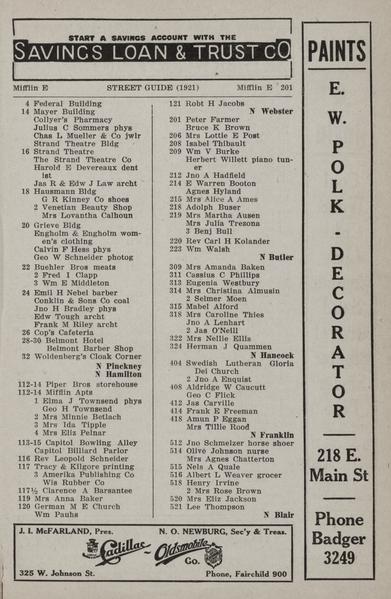 START A SAVINGS ACCOUNT WITH THE
SAVINGS LOAN & TRUST CO
Mifflin E STREET GUIDE (1921) Mifflin E 201
4 Federal Building
14 Mayer Building
Collyer's Pharmacy
Julius C Sommers phys
Chas L Mueller & Co jwlr
Strand Theatre Bldg
16 Strand Theatre
The Strand Theatre Co
Harold E Devereaux dent
ist
Jas R & Edw J Law archt
18 Hausmann Bldg
G R Kinney Co shoes
2 Venetian Beauty Shop
Mrs Lovantha Calhoun
20 Grieve Bldg
Engholm & Engholm wom-
en's clothing
Calvin F Hess phys
Geo W Schneider photog
22 Buehler Bros meats
2 Fred I Clapp
3 Wm E Middleton
24 Emil H Nebel barber
Conklin & Sons Co coal
Jno H Bradley phys
Edw Tough archt
Frank M Riley archt
26 Cop's Cafeteria
28-30 Belmont Hotel
Belmont Barber Shop
32 Woldenberg's Cloak Corner
N Pinckney
N Hamilton
112-14 Piper Bros storehouse
112-14 Mifflin Apts
1 Elma J Townsend phys
Geo H Townsend
2 Mrs Minnie Betlach
3 Mrs Ida Tipple
4 Mrs Eliz Pelnar
113-15 Capitol Bowling Alley
Capitol Billiard Parlor
116 Rev Leopold Schneider
117 Tracy & Kilgore printing
3 Amerika Publishing Co
Wis Rubber Co
117½ Clarence A Barsantee
119 Mrs Anna Baker
120 German M E Church
Wm Pauhs
121 Robt H Jacobs
N Webster
201 Peter Farmer
Bruce K Brown
206 Mrs Lottie E Post
208 Isabel Thibault
209 Wm V Burke
Herbert Willett piano tun-
er
212 Jno A Hadfield
214 E Warren Booton
Agnes Hyland
215 Mrs Alice A Ames
218 Adolph Buser
219 Mrs Martha Ausen
Mrs Julia Trezona
3 Benj Bull
220 Rev Carl H Kolander
223 Wm Walsh
N Butler
309 Mrs Amanda Baken
311 Cassius C Phillips
313 Eugenia Westbury
314 Mrs Christina Almusin
2 Selmer Moen
315 Mabel Alford
318 Mrs Caroline Thies
Jno A Lenhart
2 Jas O'Neill
322 Mrs Nellie Ellis
324 Herman J Quammen
N Hancock
404 Swedish Lutheran Gloria
Dei Church
2 Jno A Enquist
408 Aldridge W Caucutt
Geo C Flick
412 Jas Carville
414 Frank E Freeman
418 Amun P Eggan
Mrs Tillie Rood
N Franklin
512 Jno Schmelzer horse shoer
514 Olive Johnson nurse
Mrs Agnes Chatterton
515 Nels A Quale
516 Albert L Weaver grocer
518 Henry Irvine
2 Mrs Rose Brown
520 Mrs Eliz Jackson
521 Lee Thompson
N Blair
J. I. McFARLAND, Pres. N. O. NEWBURG, Sec'y & Treas.
Cadillac - Oldsmobile
Co.
325 W. Johnson St. Phone, Fairchild 900
PAINTS
E. W. POLK - DECORATOR
218 E.
Main St
Phone
Badger
3249